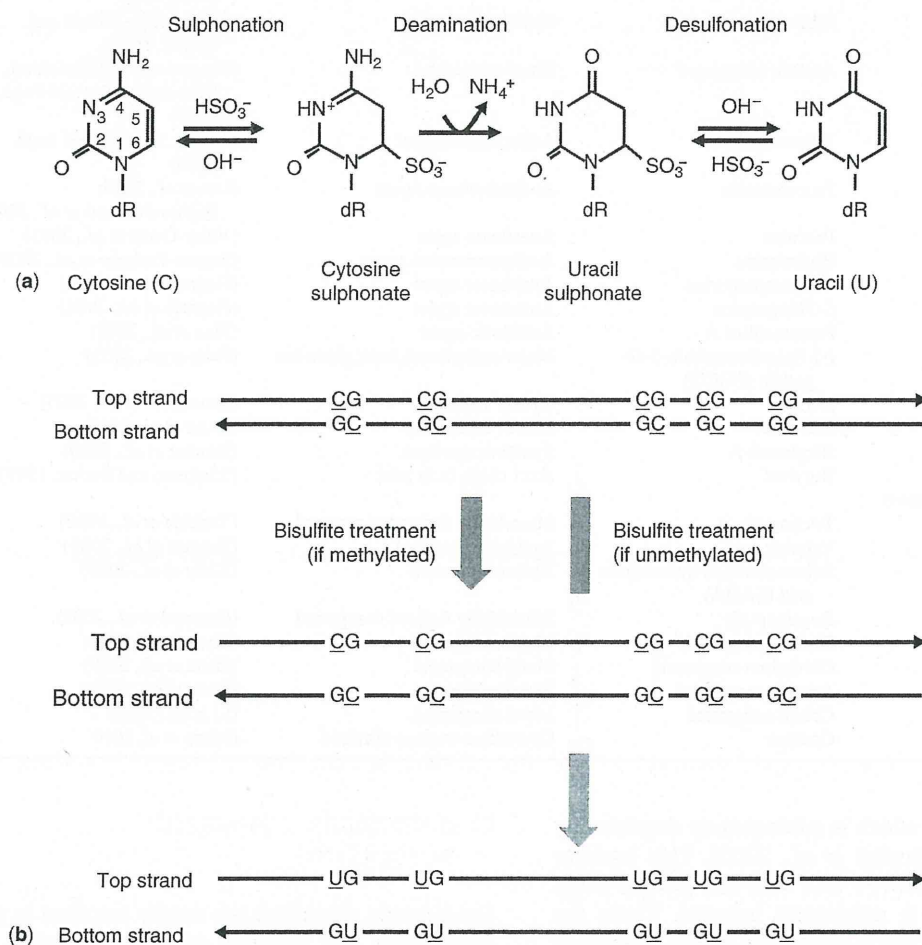 Sulphonation Deamination Desulfonation
NH₂ NH₂ O O
N 3 4 5 HSO₃⁻ HN⁺ H₂O NH₄⁺ HN OH⁻ HN
2 1 6 OH⁻ HSO₃⁻
O N O N SO₃⁻ O N SO₃⁻ O N
dR dR dR dR
(a) Cytosine (C) Cytosine sulphonate Uracil sulphonate Uracil (U)
Top strand CG CG CG CG CG
Bottom strand GC GC GC GC GC
Bisulfite treatment Bisulfite treatment
(if methylated) (if unmethylated)
Top strand CG CG CG CG CG
Bottom strand GC GC GC GC GC
Top strand UG UG UG UG UG
(b) Bottom strand GU GU GU GU GU